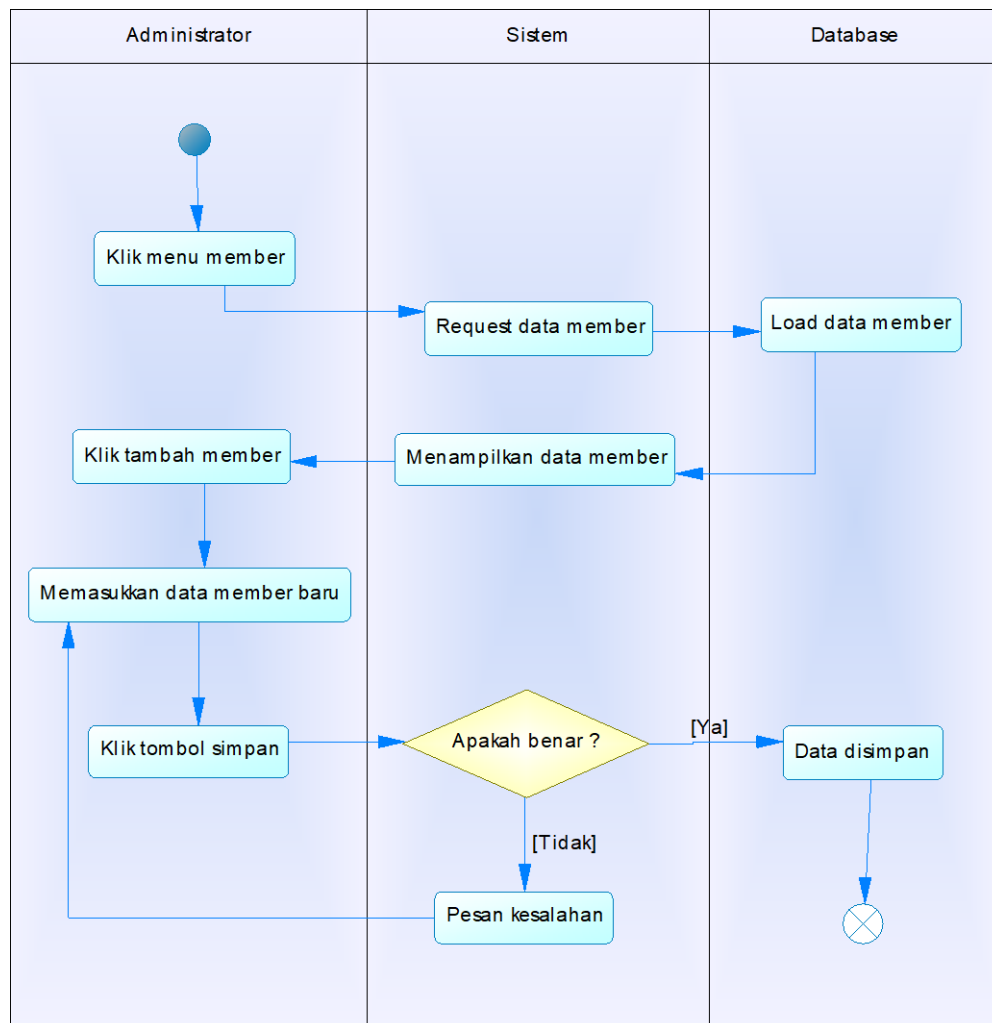 Administrator
Sistem
Database
Klik menu member
Request data member
Load data member
Klik tambah member
Menampilkan data member
Memasukkan data member baru
Klik tombol simpan
Apakah benar ?
[Ya]
Data disimpan
[Tidak]
Pesan kesalahan